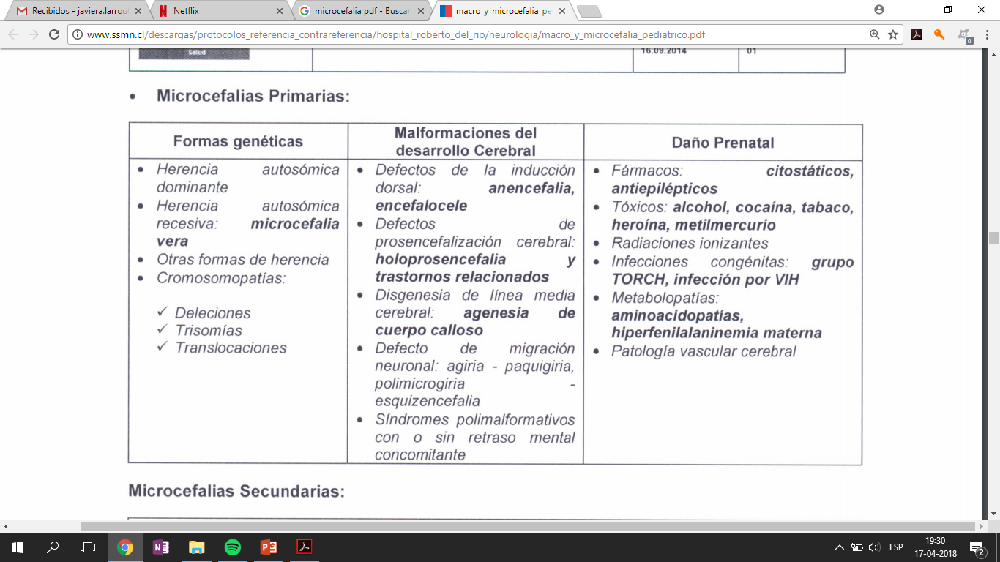 Recibidos - javiera.larroul
Netflix
microcefalia pdf - Buscar
macro_y_microcefalia_pe
www.ssmn.cl/descargas/protocolos_referencia_contrareferencia/hospital_roberto_del_rio/neurologia/macro_y_microcefalia_pediatrico.pdf
0
Salud
16.09.2014
01
• Microcefalias Primarias:
Formas genéticas
• Herencia autosómica
dominante
• Herencia autosómica
recesiva: microcefalia
vera
• Otras formas de herencia
• Cromosomopatías:
✓ Deleciones
✓ Trisomías
✓ Translocaciones
Malformaciones del
desarrollo Cerebral
• Defectos de la inducción
dorsal: anencefalia,
encefalocele
• Defectos de
prosencefalización cerebral:
holoprosencefalia y
trastornos relacionados
• Disgenesia de línea media
cerebral: agenesia de
cuerpo calloso
• Defecto de migración
neuronal: agiria - paquigiria,
polimicrogiria -
esquizencefalia
• Síndromes polimalformativos
con o sin retraso mental
concomitante
Daño Prenatal
• Fármacos: citostáticos,
antiepilépticos
• Tóxicos: alcohol, cocaína, tabaco,
heroína, metilmercurio
• Radiaciones ionizantes
• Infecciones congénitas: grupo
TORCH, infección por VIH
• Metabolopatías:
aminoacidopatías,
hiperfenilalaninemia materna
• Patología vascular cerebral
Microcefalias Secundarias:
ESP
19:30
17-04-2018
2